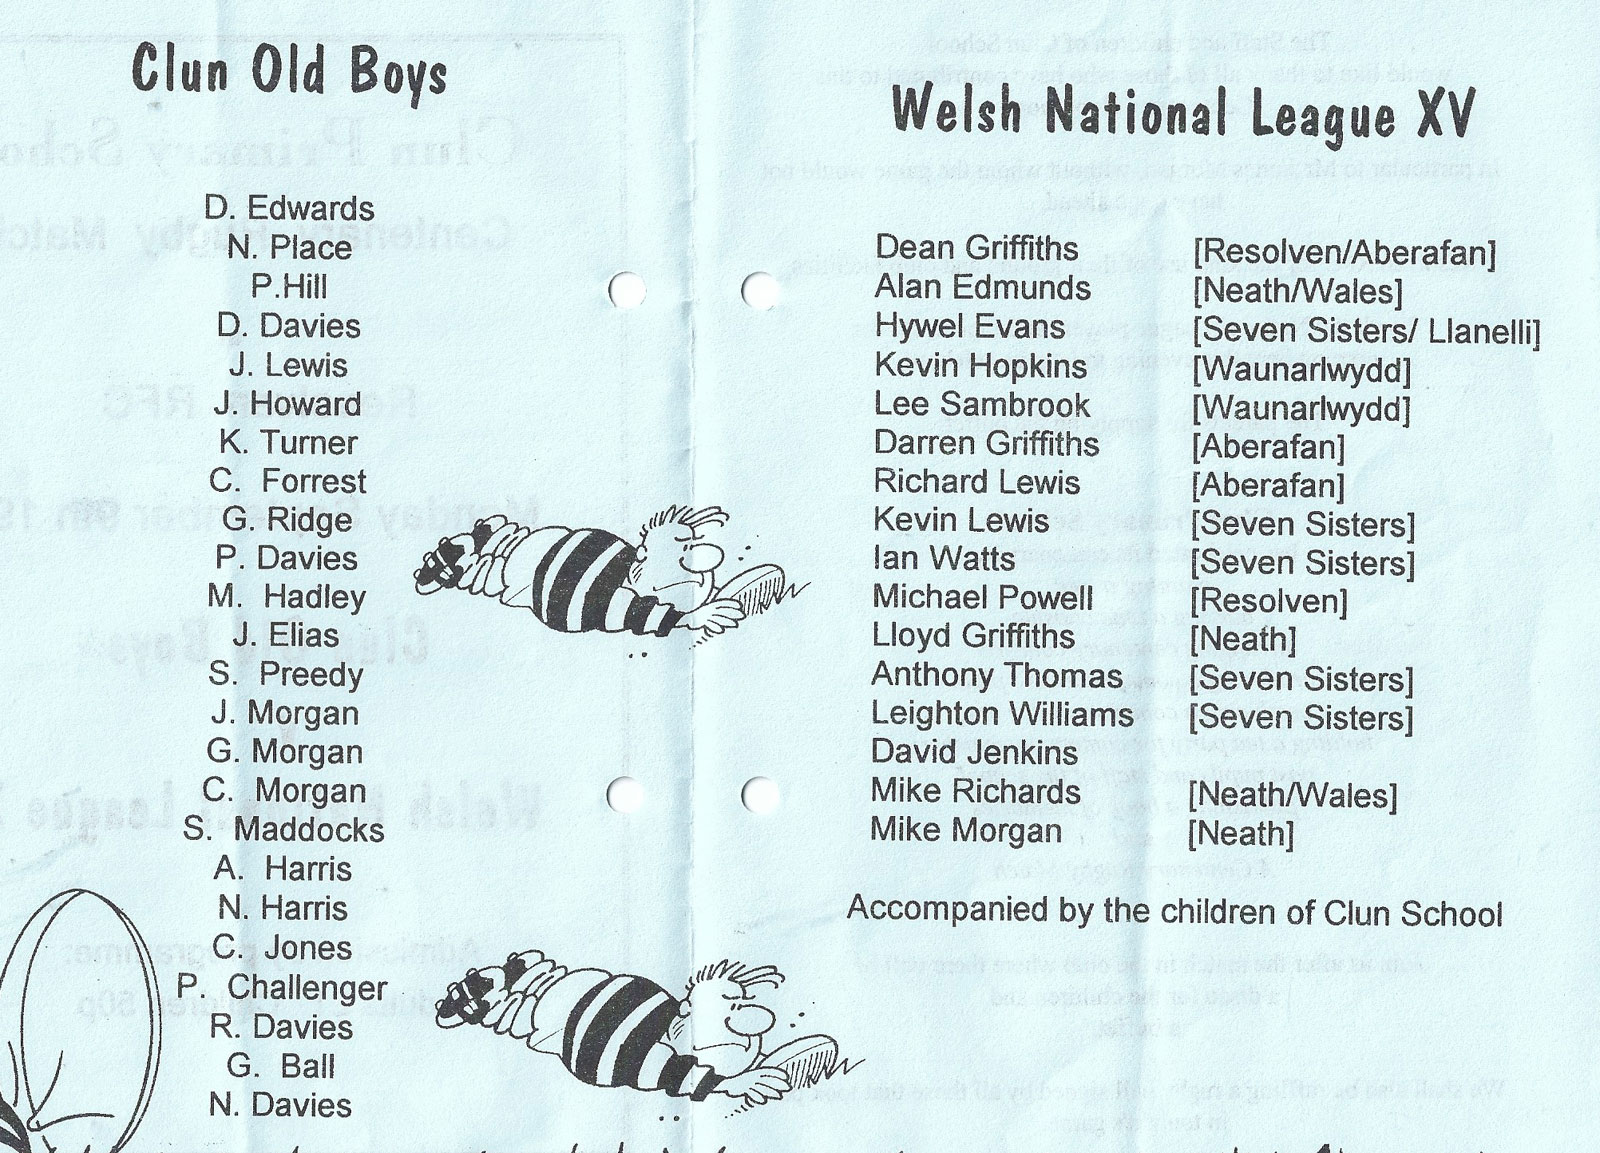 Clun Old Boys
D. Edwards
N. Place
P.Hill
D. Davies
J. Lewis
J. Howard
K. Turner
C. Forrest
G. Ridge
P. Davies
M. Hadley
J. Elias
S. Preedy
J. Morgan
G. Morgan
C. Morgan
S. Maddocks
A. Harris
N. Harris
C. Jones
P. Challenger
R. Davies
G. Ball
N. Davies
Welsh National League XV
Dean Griffiths [Resolven/Aberafan]
Alan Edmunds [Neath/Wales]
Hywel Evans [Seven Sisters/ Llanelli]
Kevin Hopkins [Waunarlwydd]
Lee Sambrook [Waunarlwydd]
Darren Griffiths [Aberafan]
Richard Lewis [Aberafan]
Kevin Lewis [Seven Sisters]
Ian Watts [Seven Sisters]
Michael Powell [Resolven]
Lloyd Griffiths [Neath]
Anthony Thomas [Seven Sisters]
Leighton Williams [Seven Sisters]
David Jenkins
Mike Richards [Neath/Wales]
Mike Morgan [Neath]
Accompanied by the children of Clun School